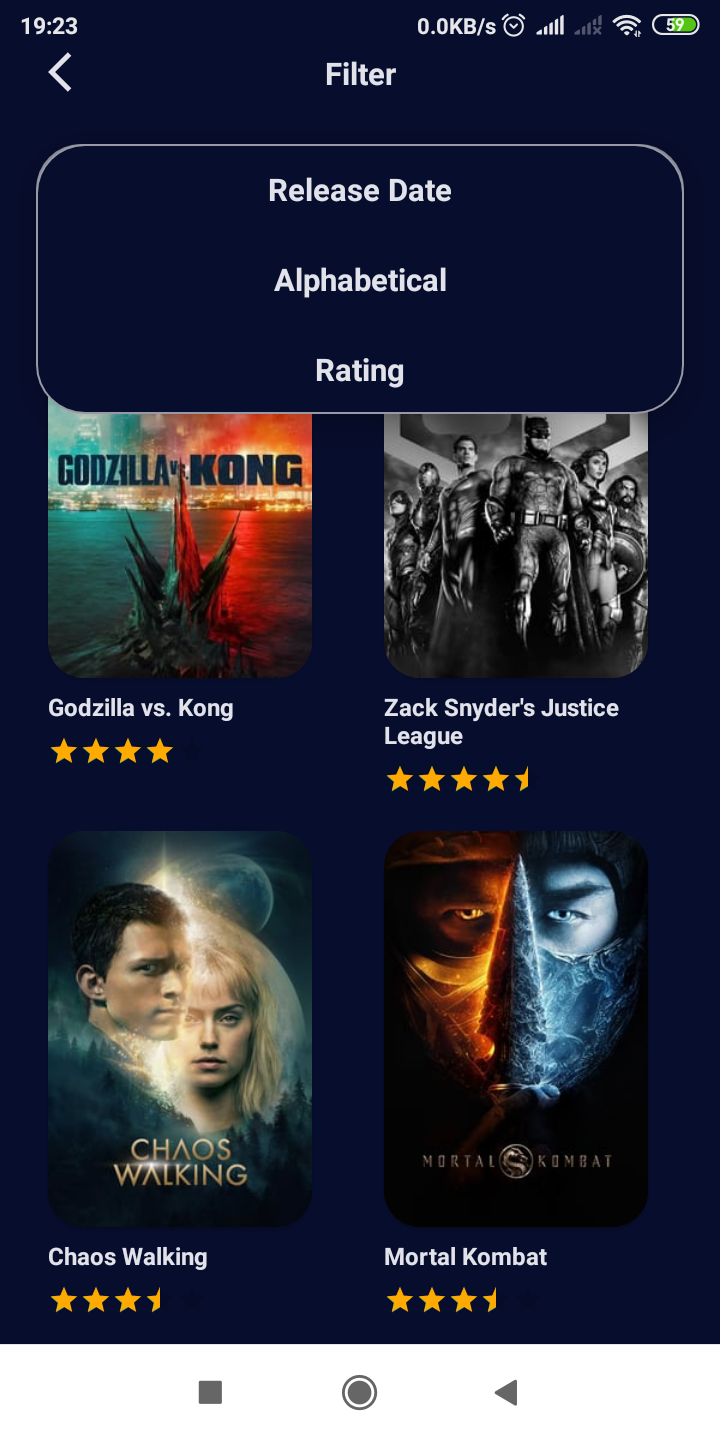 19:23
0.0KB/s
59
Filter
Release Date
Alphabetical
Rating
GODZILLA VS. KONG
Godzilla vs. Kong
Zack Snyder's Justice
League
CHAOS
WALKING
MORTAL KOMBAT
Chaos Walking
Mortal Kombat